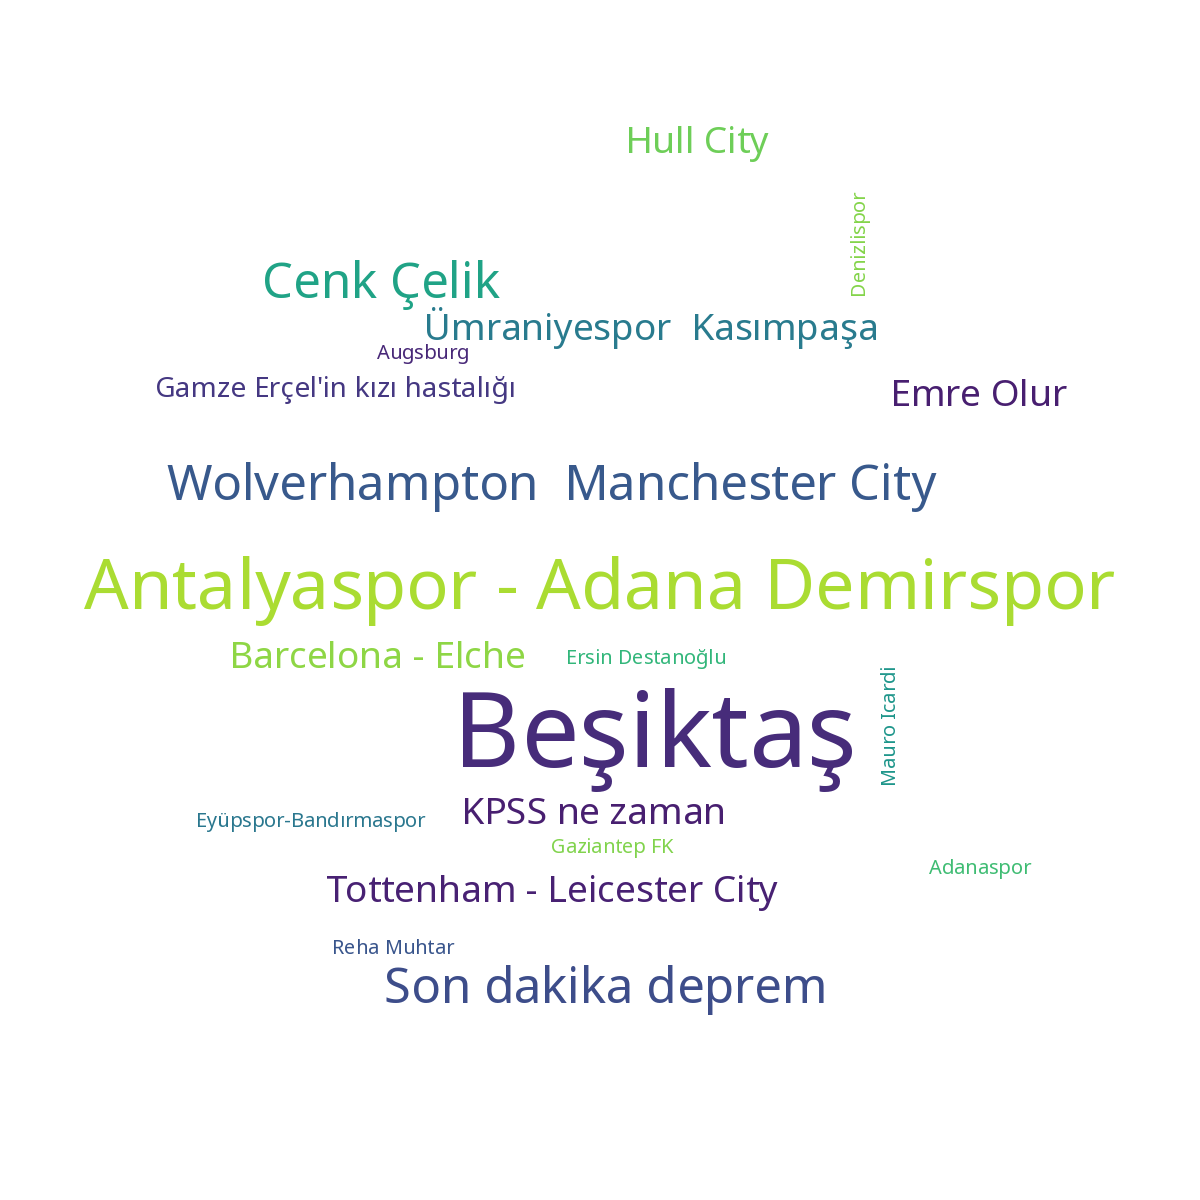 Hull City
Denizlispor
Cenk Çelik
Ümraniyespor  Kasımpaşa
Augsburg
Gamze Erçel'in kızı hastalığı
Emre Olur
Wolverhampton  Manchester City
Antalyaspor - Adana Demirspor
Barcelona - Elche
Ersin Destanoğlu
Beşiktaş
Mauro Icardi
KPSS ne zaman
Eyüpspor-Bandırmaspor
Gaziantep FK
Adanaspor
Tottenham - Leicester City
Reha Muhtar
Son dakika deprem